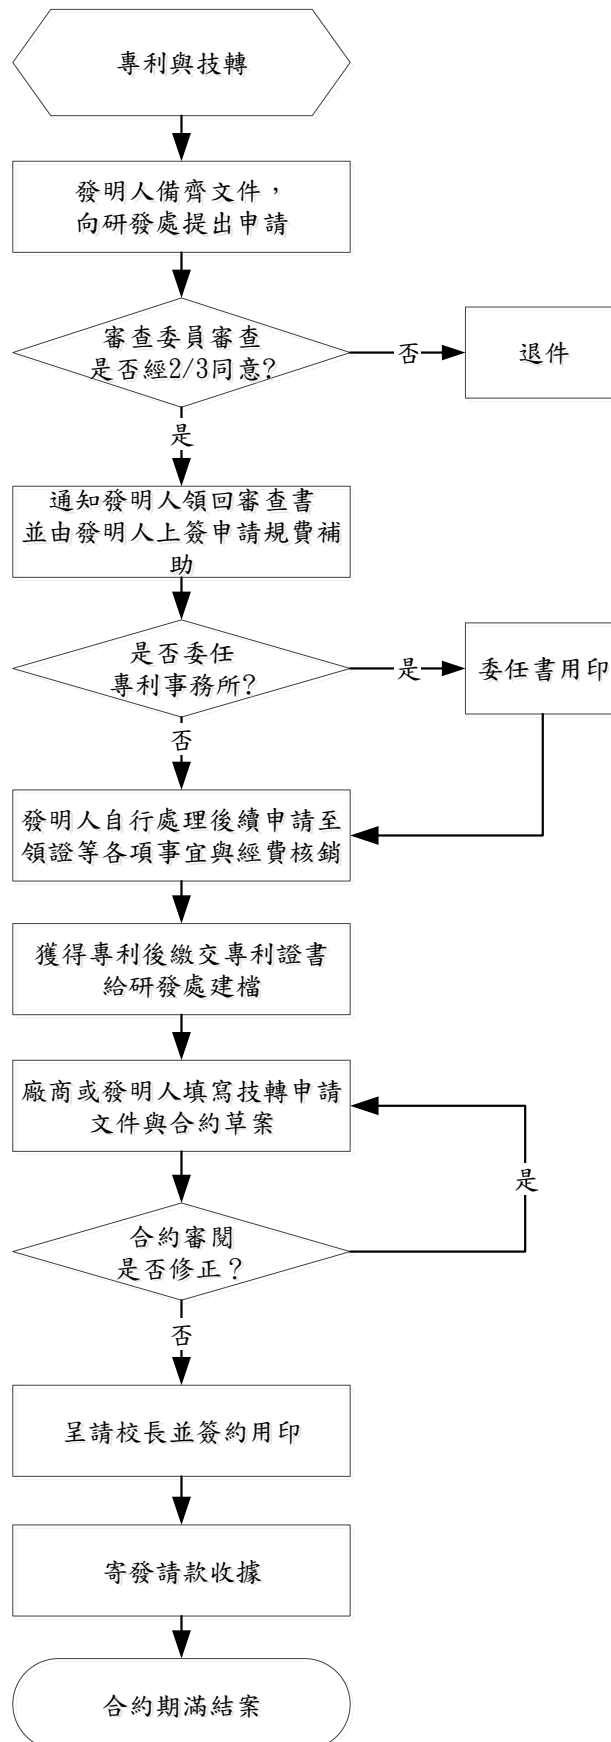 專利與技轉
發明人備齊文件，
向研發處提出申請
審查委員審查
是否經2/3同意?
否
退件
是
通知發明人領回審查書
並由發明人上簽申請規費補
助
是否委任
專利事務所?
是
委任書用印
否
發明人自行處理後續申請至
領證等各項事宜與經費核銷
獲得專利後繳交專利證書
給研發處建檔
廠商或發明人填寫技轉申請
文件與合約草案
是
合約審閱
是否修正？
否
呈請校長並簽約用印
寄發請款收據
合約期滿結案